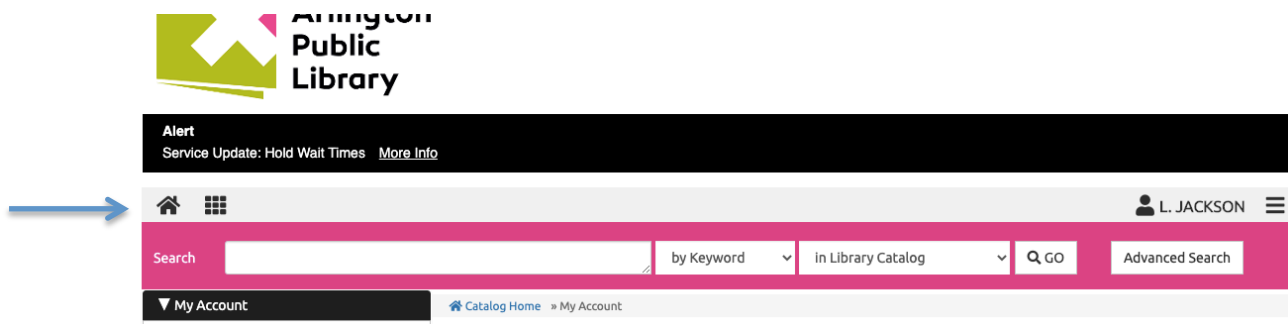 Arlington
Public
Library
Alert
Service Update: Hold Wait Times More Info
L. JACKSON
Search by Keyword in Library Catalog GO Advanced Search
My Account Catalog Home » My Account